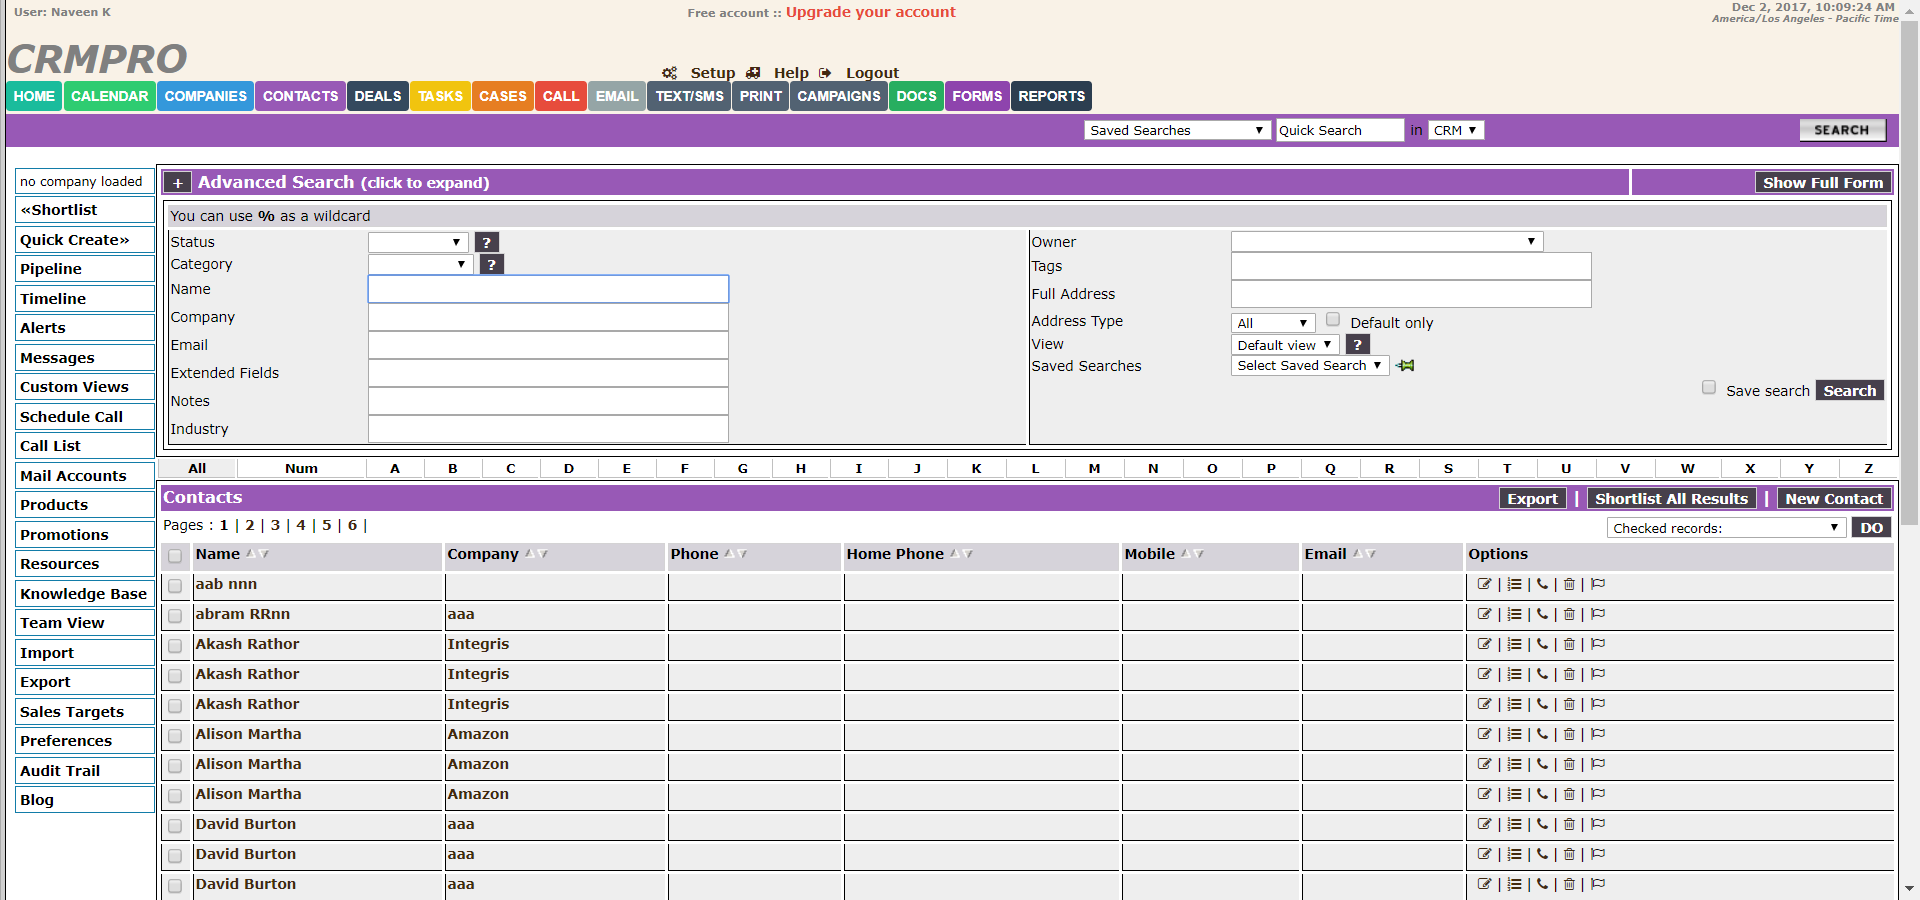 User: Naveen K
Free account :: Upgrade your account
Dec 2, 2017, 10:09:24 AM
America/Los Angeles - Pacific Time
CRMPRO
Setup Help Logout
HOME CALENDAR COMPANIES CONTACTS DEALS TASKS CASES CALL EMAIL TEXT/SMS PRINT CAMPAIGNS DOCS FORMS REPORTS
Saved Searches Quick Search in CRM SEARCH
no company loaded
«Shortlist
Quick Create»
Pipeline
Timeline
Alerts
Messages
Custom Views
Schedule Call
Call List
Mail Accounts
Products
Promotions
Resources
Knowledge Base
Team View
Import
Export
Sales Targets
Preferences
Audit Trail
Blog
+ Advanced Search (click to expand) Show Full Form
You can use % as a wildcard
Status ?
Category ?
Name
Company
Email
Extended Fields
Notes
Industry
Owner
Tags
Full Address
Address Type All Default only
View Default view ?
Saved Searches Select Saved Search
Save search Search
All Num A B C D E F G H I J K L M N O P Q R S T U V W X Y Z
Contacts Export | Shortlist All Results | New Contact
Pages : 1 | 2 | 3 | 4 | 5 | 6 |
Checked records: DO
Name Company Phone Home Phone Mobile Email Options
aab nnn
abram RRnn aaa
Akash Rathor Integris
Akash Rathor Integris
Akash Rathor Integris
Alison Martha Amazon
Alison Martha Amazon
Alison Martha Amazon
David Burton aaa
David Burton aaa
David Burton aaa